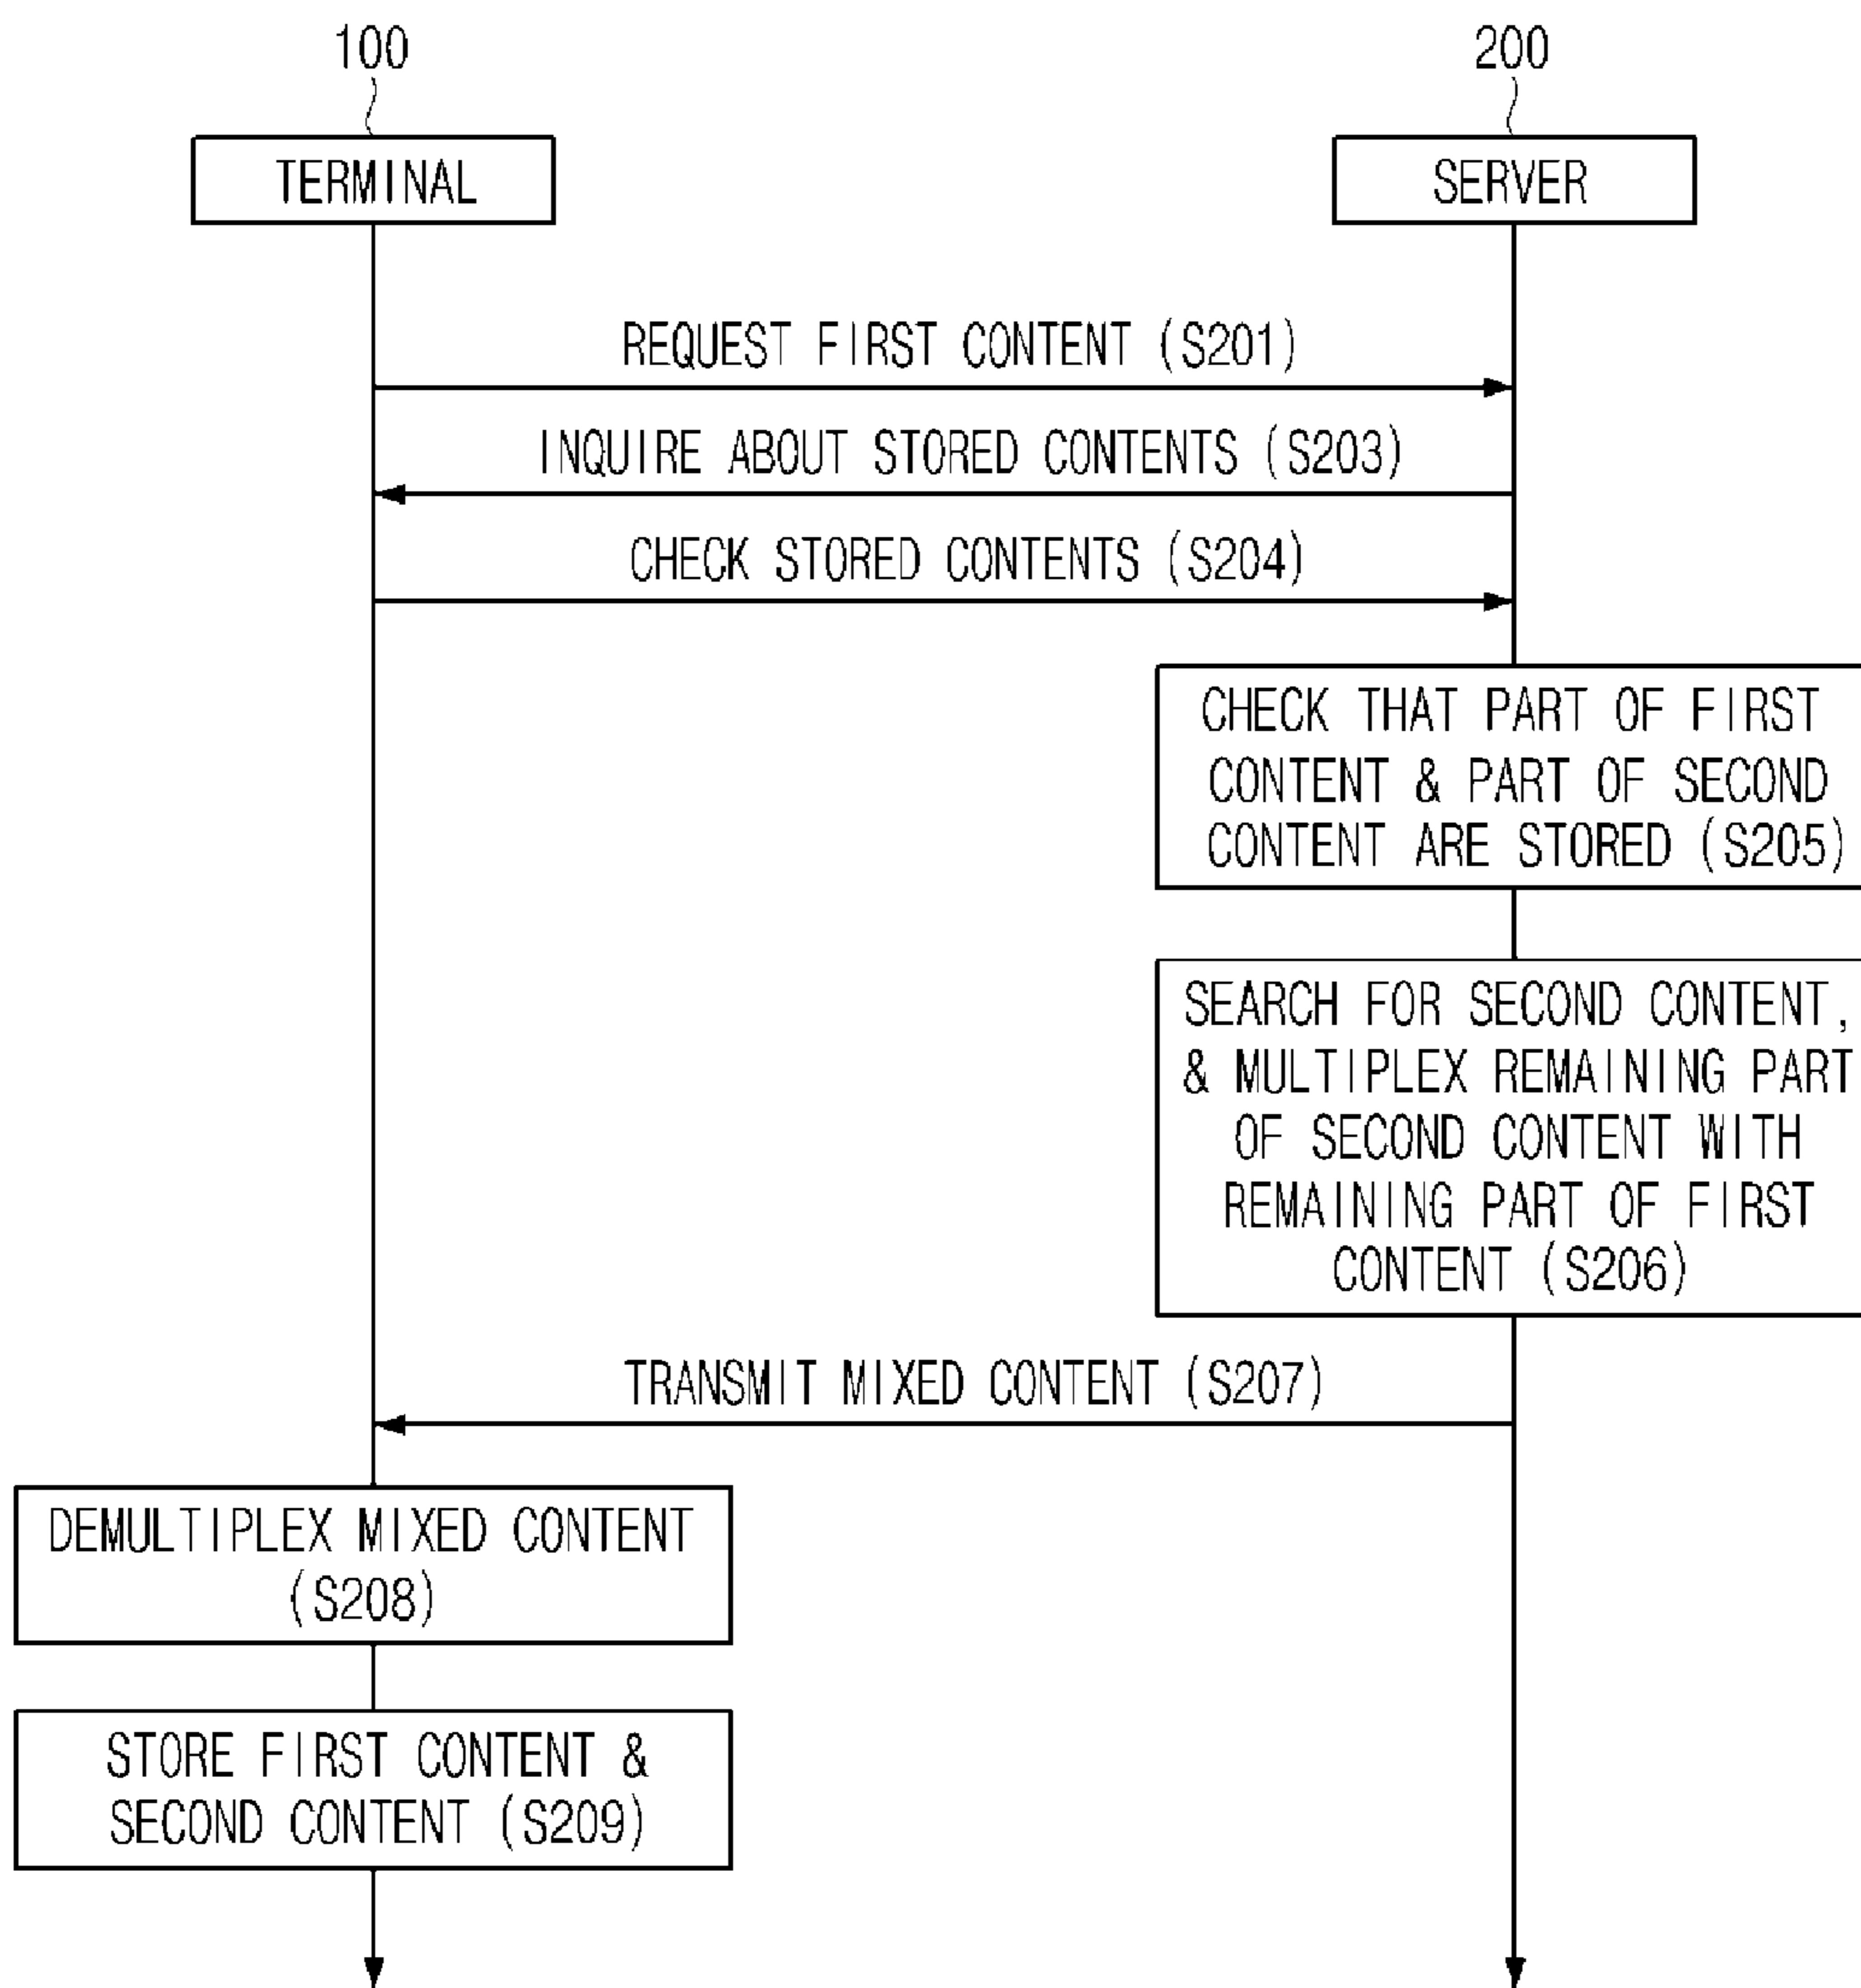 100
200
TERMINAL
SERVER
REQUEST FIRST CONTENT (S201)
INQUIRE ABOUT STORED CONTENTS (S203)
CHECK STORED CONTENTS (S204)
CHECK THAT PART OF FIRST
CONTENT & PART OF SECOND
CONTENT ARE STORED (S205)
SEARCH FOR SECOND CONTENT,
& MULTIPLEX REMAINING PART
OF SECOND CONTENT WITH
REMAINING PART OF FIRST
CONTENT (S206)
TRANSMIT MIXED CONTENT (S207)
DEMULTIPLEX MIXED CONTENT
(S208)
STORE FIRST CONTENT &
SECOND CONTENT (S209)